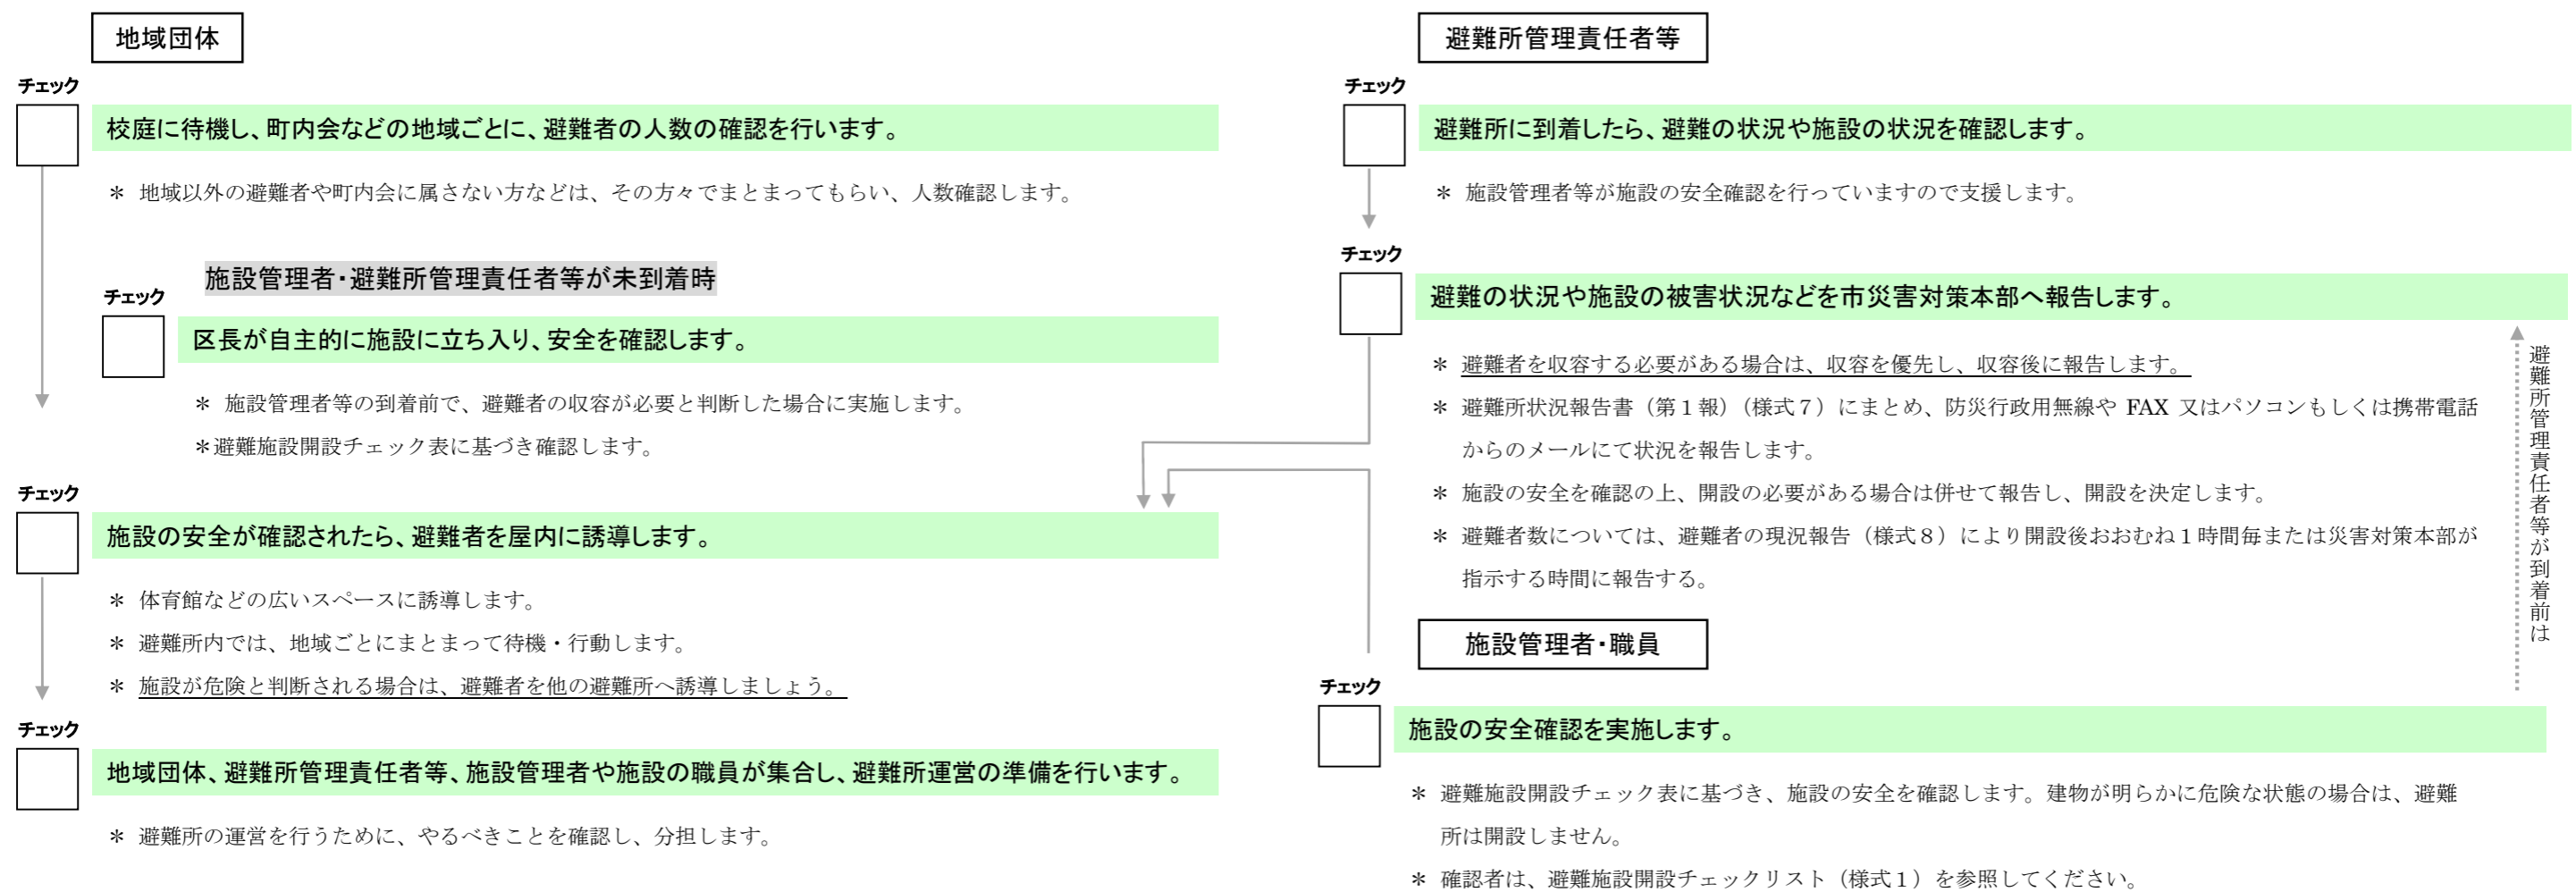 地域団体
チェック
校庭に待機し、町内会などの地域ごとに、避難者の人数の確認を行います。
＊ 地域以外の避難者や町内会に属さない方などは、その方々でまとまってもらい、人数確認します。
施設管理者・避難所管理責任者等が未到着時
チェック
区長が自主的に施設に立ち入り、安全を確認します。
＊ 施設管理者等の到着前で、避難者の収容が必要と判断した場合に実施します。
＊避難施設開設チェック表に基づき確認します。
チェック
施設の安全が確認されたら、避難者を屋内に誘導します。
＊ 体育館などの広いスペースに誘導します。
＊ 避難所内では、地域ごとにまとまって待機・行動します。
＊ 施設が危険と判断される場合は、避難者を他の避難所へ誘導しましょう。
チェック
地域団体、避難所管理責任者等、施設管理者や施設の職員が集合し、避難所運営の準備を行います。
＊ 避難所の運営を行うために、やるべきことを確認し、分担します。
避難所管理責任者等
チェック
避難所に到着したら、避難の状況や施設の状況を確認します。
＊ 施設管理者等が施設の安全確認を行っていますので支援します。
チェック
避難の状況や施設の被害状況などを市災害対策本部へ報告します。
＊ 避難者を収容する必要がある場合は、収容を優先し、収容後に報告します。
＊ 避難所状況報告書（第１報）（様式７）にまとめ、防災行政用無線や FAX 又はパソコンもしくは携帯電話
からのメールにて状況を報告します。
＊ 施設の安全を確認の上、開設の必要がある場合は併せて報告し、開設を決定します。
＊ 避難者数については、避難者の現況報告（様式８）により開設後おおむね１時間毎または災害対策本部が
指示する時間に報告する。
避難所管理責任者等が到着前は
施設管理者・職員
チェック
施設の安全確認を実施します。
＊ 避難施設開設チェック表に基づき、施設の安全を確認します。建物が明らかに危険な状態の場合は、避難
所は開設しません。
＊ 確認者は、避難施設開設チェックリスト（様式１）を参照してください。